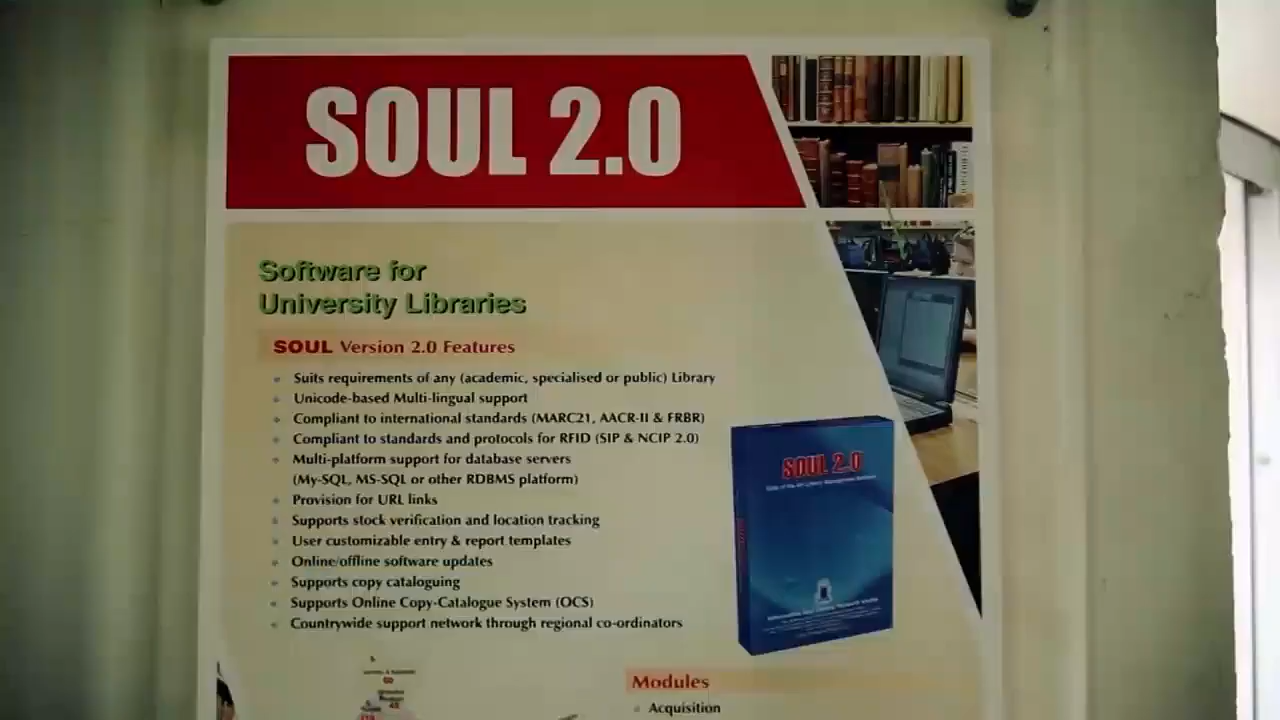 SOUL 2.0
Software for
University Libraries
SOUL Version 2.0 Features
Suits requirements of any (academic, specialised or public) Library
Unicode-based Multi-lingual support
Compliant to international standards (MARC21, AACR-II & FRBR)
Compliant to standards and protocols for RFID (SIP & NCIP 2.0)
Multi-platform support for database servers
(My-SQL, MS-SQL or other RDBMS platform)
Provision for URL links
Supports stock verification and location tracking
User customizable entry & report templates
Online/offline software updates
Supports copy cataloguing
Supports Online Copy-Catalogue System (OCS)
Countrywide support network through regional co-ordinators
SOUL 2.0
Modules
Acquisition